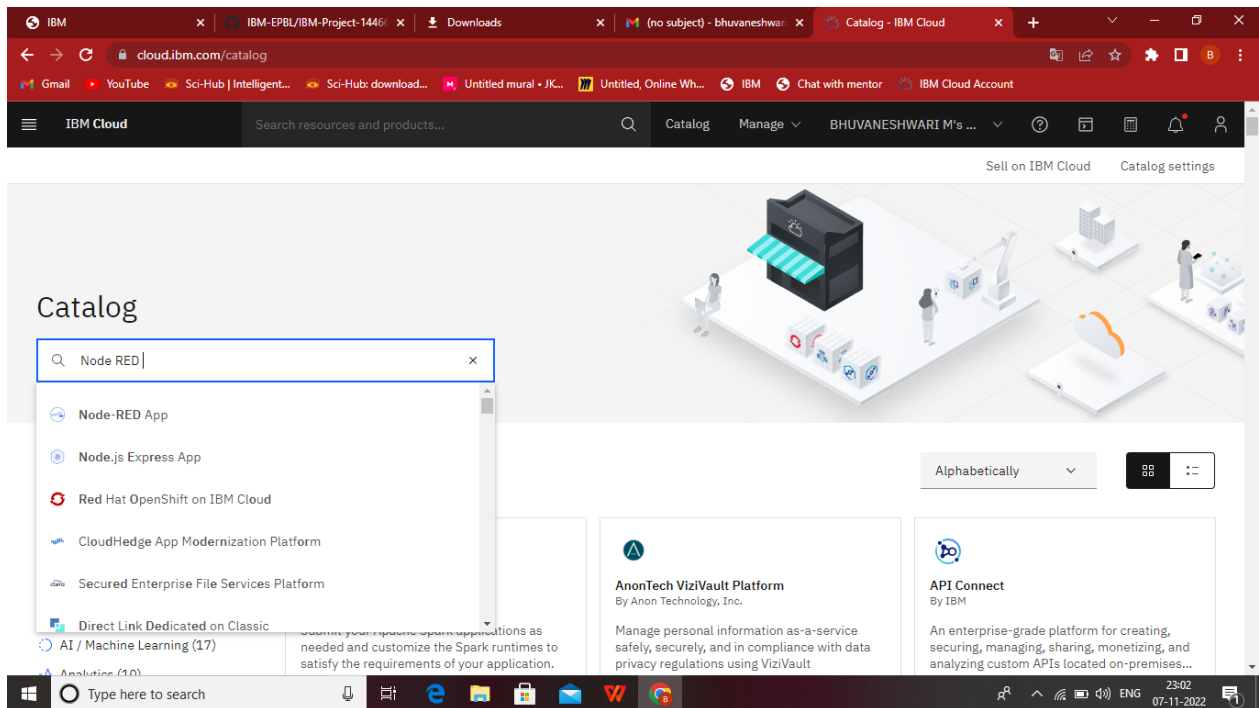 IBM
IBM-EPBL/IBM-Project-1446
Downloads
(no subject) - bhuvaneshwari
Catalog - IBM Cloud
cloud.ibm.com/catalog
B
Gmail
YouTube
Sci-Hub | Intelligent...
Sci-Hub: download...
Untitled mural • JK...
Untitled, Online Wh...
IBM
Chat with mentor
IBM Cloud Account
IBM Cloud
Search resources and products...
Catalog
Manage
BHUVANESHWARI M's ...
Sell on IBM Cloud
Catalog settings
Catalog
Node RED
Node-RED App
Node.js Express App
Red Hat OpenShift on IBM Cloud
CloudHedge App Modernization Platform
Secured Enterprise File Services Platform
Direct Link Dedicated on Classic
AI / Machine Learning (17)
Analytics (10)
Alphabetically
Submit your Apache Spark applications as
needed and customize the Spark runtimes to
satisfy the requirements of your application.
AnonTech ViziVault Platform
By Anon Technology, Inc.
Manage personal information as-a-service
safely, securely, and in compliance with data
privacy regulations using ViziVault
API Connect
By IBM
An enterprise-grade platform for creating,
securing, managing, sharing, monetizing, and
analyzing custom APIs located on-premises...
Type here to search
ENG
23:02
07-11-2022
1